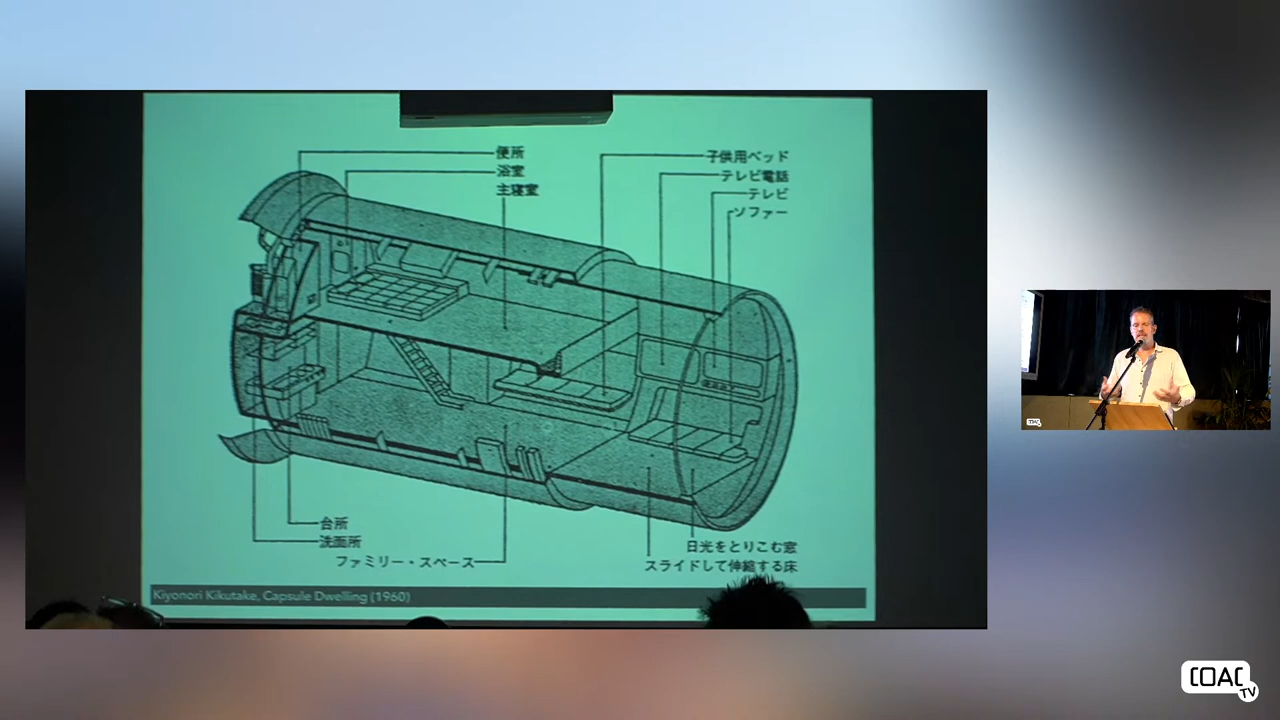 便所
浴室
主寝室
子供用ベッド
テレビ電話
テレビ
ソファー
台所
洗面所
ファミリー・スペース
日光をとりこむ窓
スライドして伸縮する床
Kiyonori Kikutake, Capsule Dwelling (1960)
COAC
TV